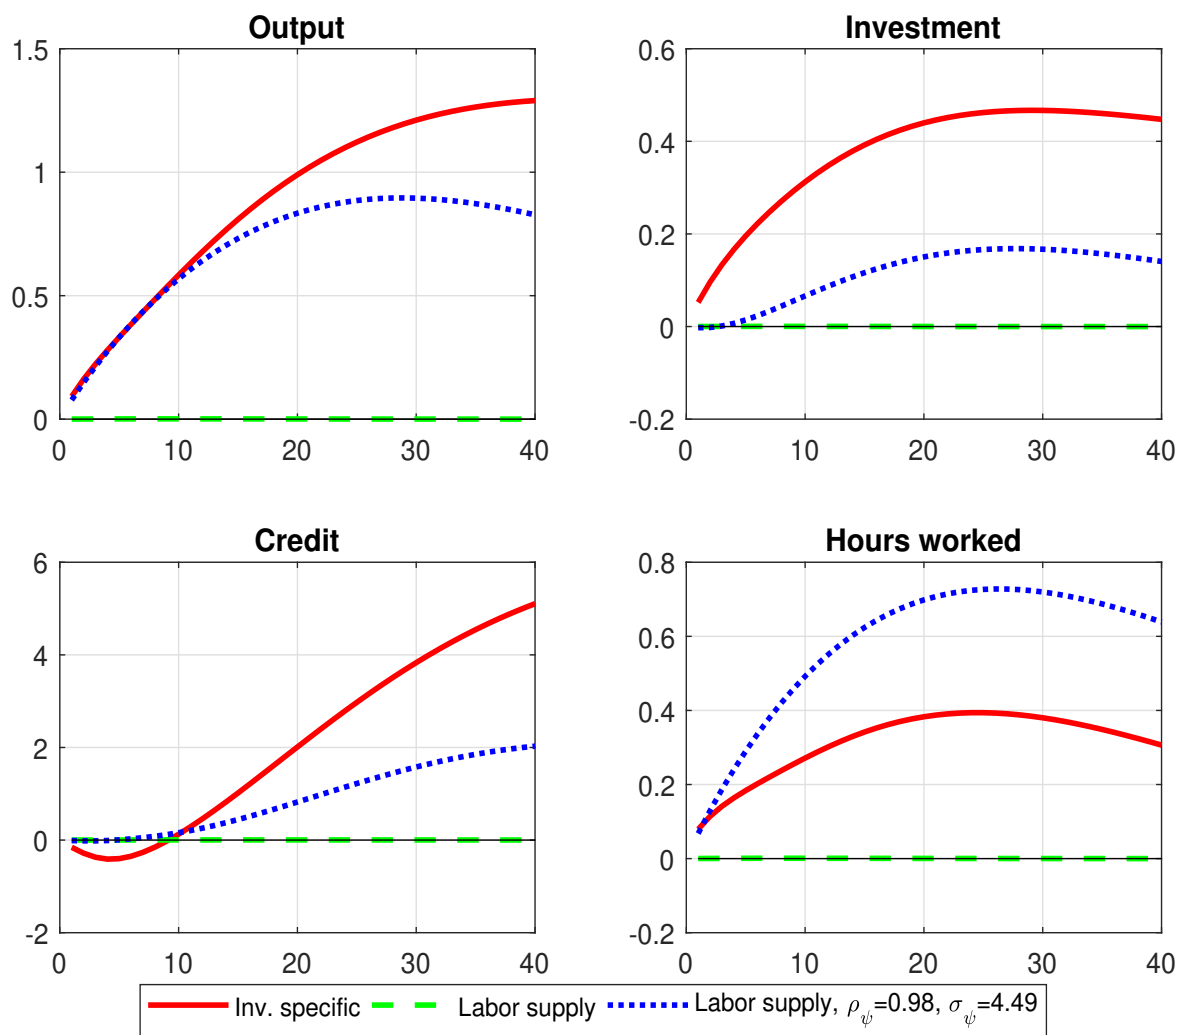 Output
Investment
1.5
1
0.5
0
0 10 20 30 40
0.6
0.4
0.2
0
-0.2
0 10 20 30 40
Credit
Hours worked
6
4
2
0
-2
0 10 20 30 40
0.8
0.6
0.4
0.2
0
-0.2
0 10 20 30 40
Inv. specific Labor supply Labor supply, ρ_ψ=0.98, σ_ψ=4.49